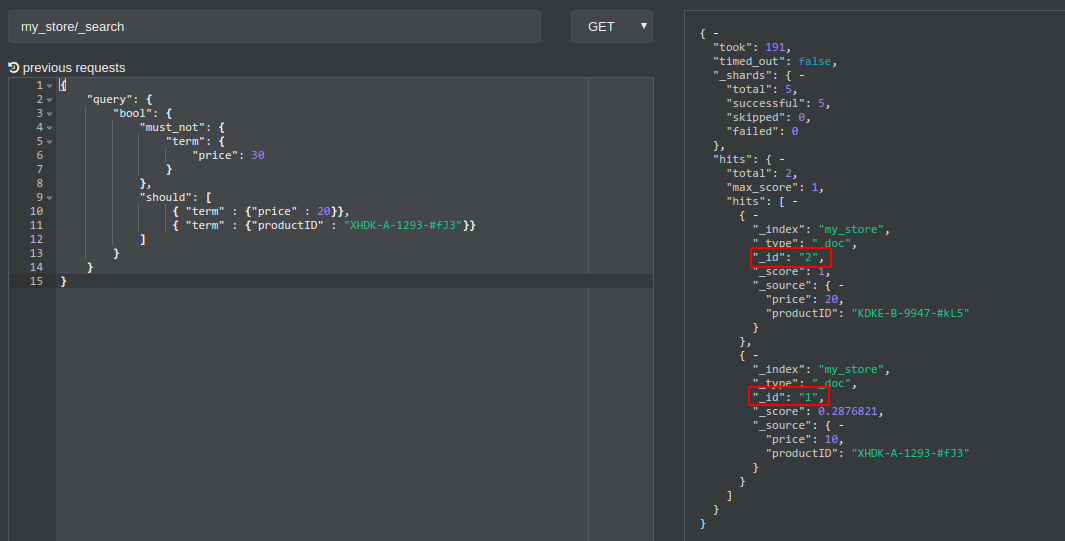 my_store/_search
GET
previous requests
1 {
2 "query": {
3 "bool": {
4 "must_not": {
5 "term": {
6 "price": 30
7 }
8 },
9 "should": [
10 { "term" : {"price" : 20}},
11 { "term" : {"productID" : "XHDK-A-1293-#fJ3"}}
12 ]
13 }
14 }
15 }
{ -
"took": 191,
"timed_out": false,
"_shards": { -
"total": 5,
"successful": 5,
"skipped": 0,
"failed": 0
},
"hits": { -
"total": 2,
"max_score": 1,
"hits": [ -
{ -
"_index": "my_store",
"_type": "_doc",
"_id": "2",
"_score": 1,
"_source": { -
"price": 20,
"productID": "KDKE-B-9947-#kL5"
}
},
{ -
"_index": "my_store",
"_type": "_doc",
"_id": "1",
"_score": 0.2876821,
"_source": { -
"price": 10,
"productID": "XHDK-A-1293-#fJ3"
}
}
]
}
}